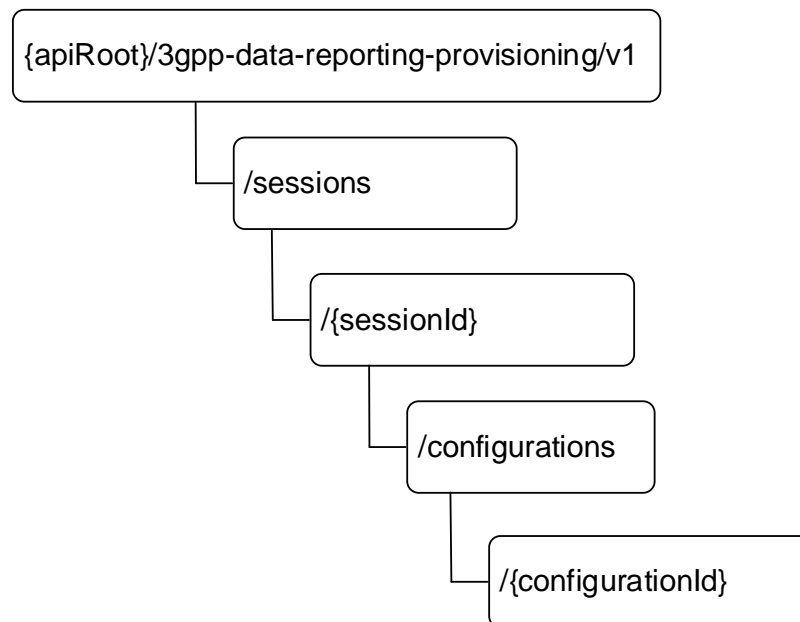 {apiRoot}/3gpp-data-reporting-provisioning/v1
/sessions
/{sessionId}
/configurations
/{configurationId}